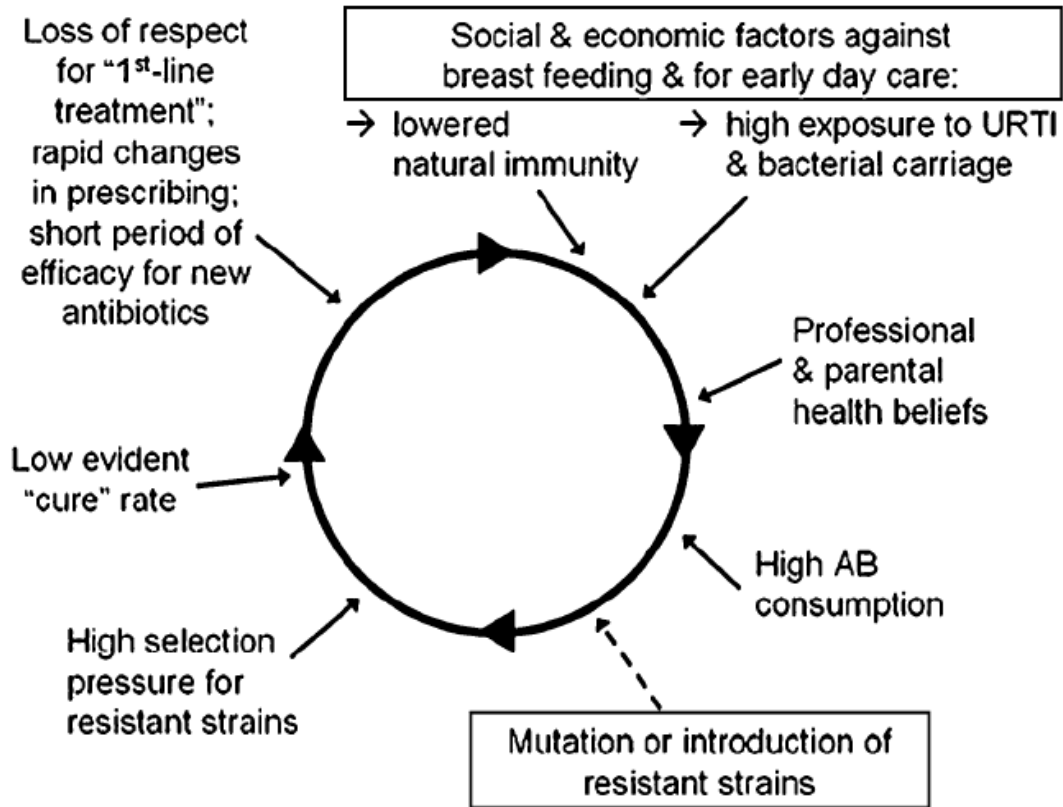 Loss of respect
for “1st-line
treatment”;
rapid changes
in prescribing;
short period of
efficacy for new
antibiotics
Social & economic factors against
breast feeding & for early day care:
→ lowered
natural immunity
→ high exposure to URTI
& bacterial carriage
Professional
& parental
health beliefs
High AB
consumption
Mutation or introduction of
resistant strains
High selection
pressure for
resistant strains
Low evident
“cure” rate